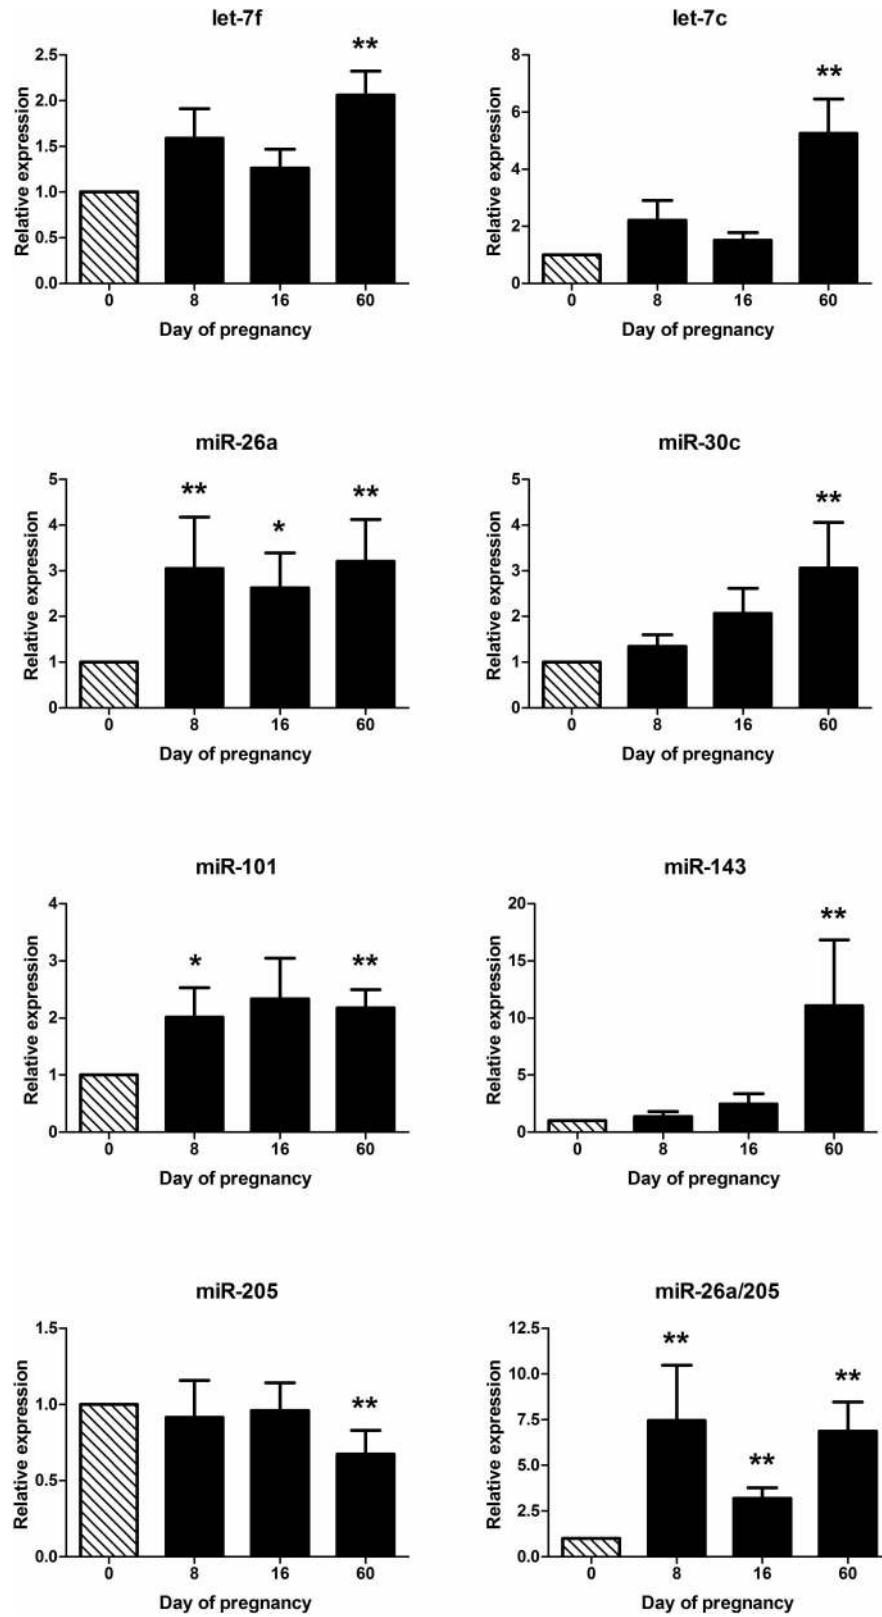 let-7f
let-7c
Relative expression
2.5
2.0
1.5
1.0
0.5
0.0
**
0 8 16 60
Day of pregnancy
Relative expression
8
6
4
2
0
**
0 8 16 60
Day of pregnancy
miR-26a
miR-30c
Relative expression
5
4
3
2
1
0
** * **
0 8 16 60
Day of pregnancy
Relative expression
5
4
3
2
1
0
**
0 8 16 60
Day of pregnancy
miR-101
miR-143
Relative expression
4
3
2
1
0
* **
0 8 16 60
Day of pregnancy
Relative expression
20
15
10
5
0
**
0 8 16 60
Day of pregnancy
miR-205
miR-26a/205
Relative expression
1.5
1.0
0.5
0.0
**
0 8 16 60
Day of pregnancy
Relative expression
12.5
10.0
7.5
5.0
2.5
0.0
** ** **
0 8 16 60
Day of pregnancy